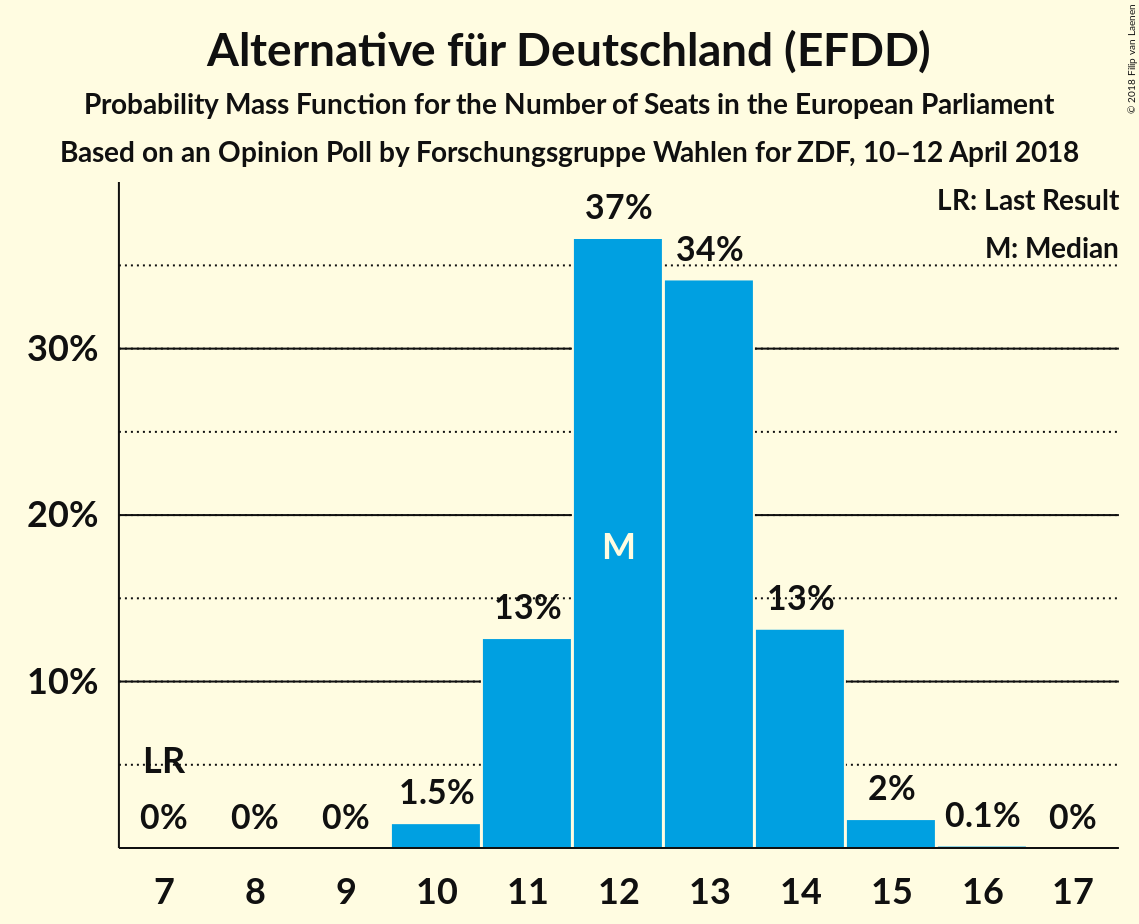 Alternative für Deutschland (EFDD)
Probability Mass Function for the Number of Seats in the European Parliament
Based on an Opinion Poll by Forschungsgruppe Wahlen for ZDF, 10–12 April 2018
© 2018 Filip van Laenen
LR: Last Result
M: Median
37%
34%
30%
20%
M
13%
13%
10%
LR
0%
0%
0%
1.5%
2%
0.1%
0%
7 8 9 10 11 12 13 14 15 16 17